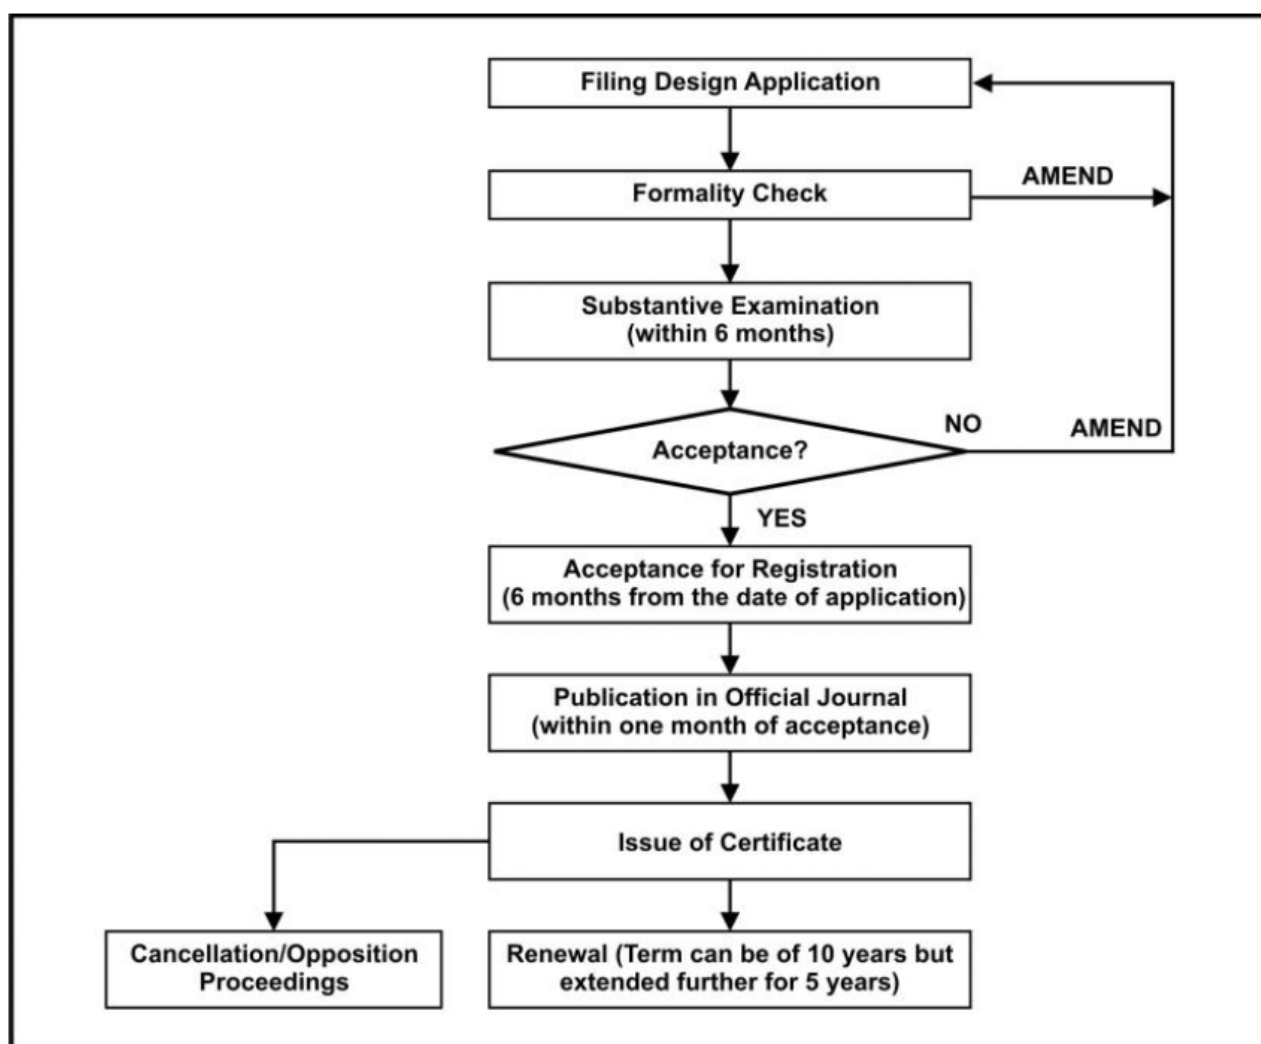 Filing Design Application
Formality Check
AMEND
Substantive Examination
(within 6 months)
Acceptance?
NO
AMEND
YES
Acceptance for Registration
(6 months from the date of application)
Publication in Official Journal
(within one month of acceptance)
Issue of Certificate
Cancellation/Opposition
Proceedings
Renewal (Term can be of 10 years but
extended further for 5 years)